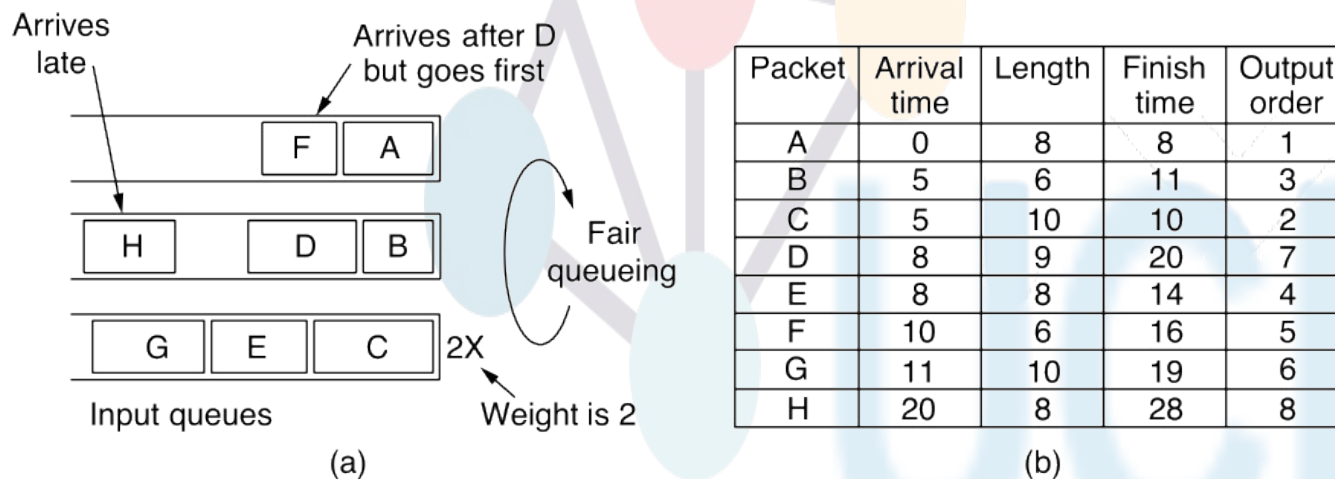 Arrives
late
Arrives after D
but goes first
F A
H D B
Fair
queueing
G E C 2X
Input queues
Weight is 2
(a)
Packet Arrival time Length Finish time Output order
A 0 8 8 1
B 5 6 11 3
C 5 10 10 2
D 8 9 20 7
E 8 8 14 4
F 10 6 16 5
G 11 10 19 6
H 20 8 28 8
(b)